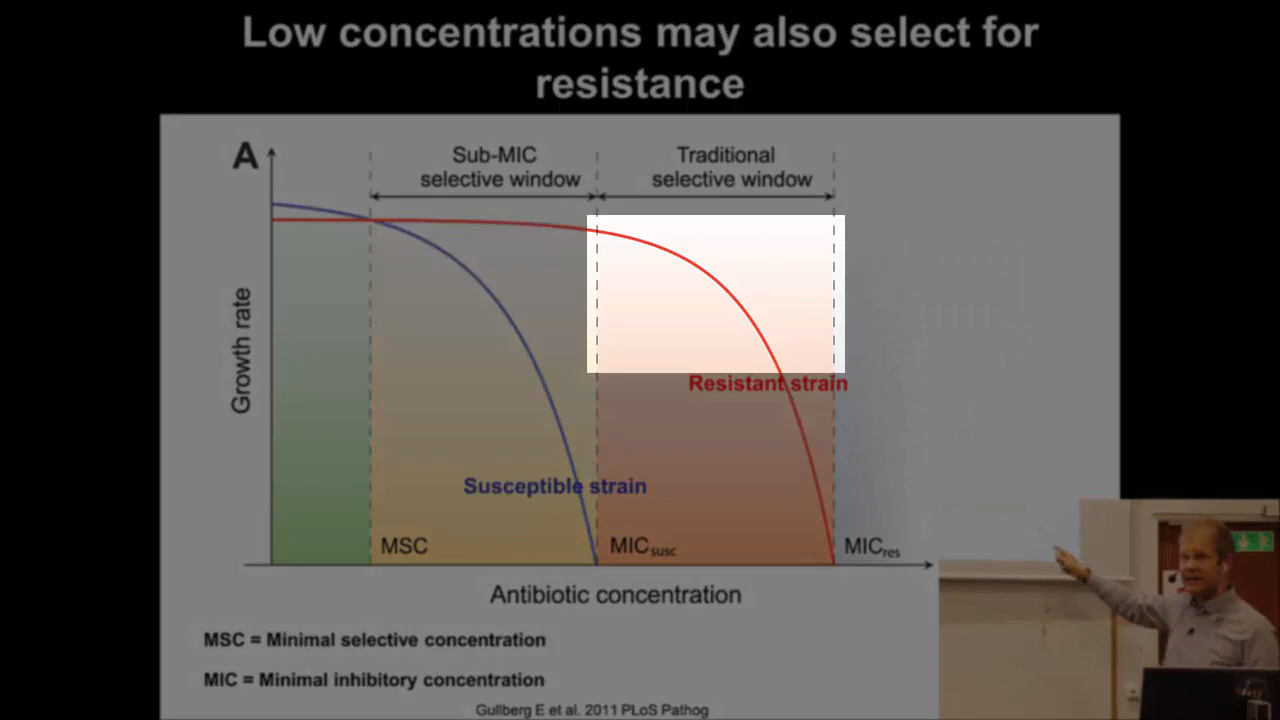 Low concentrations may also select for
resistance
A
Sub-MIC
selective window
Traditional
selective window
Growth rate
Resistant strain
Susceptible strain
MSC
MICsusc
MICres
Antibiotic concentration
MSC = Minimal selective concentration
MIC = Minimal inhibitory concentration
Gullberg E et al. 2011 PLoS Pathog